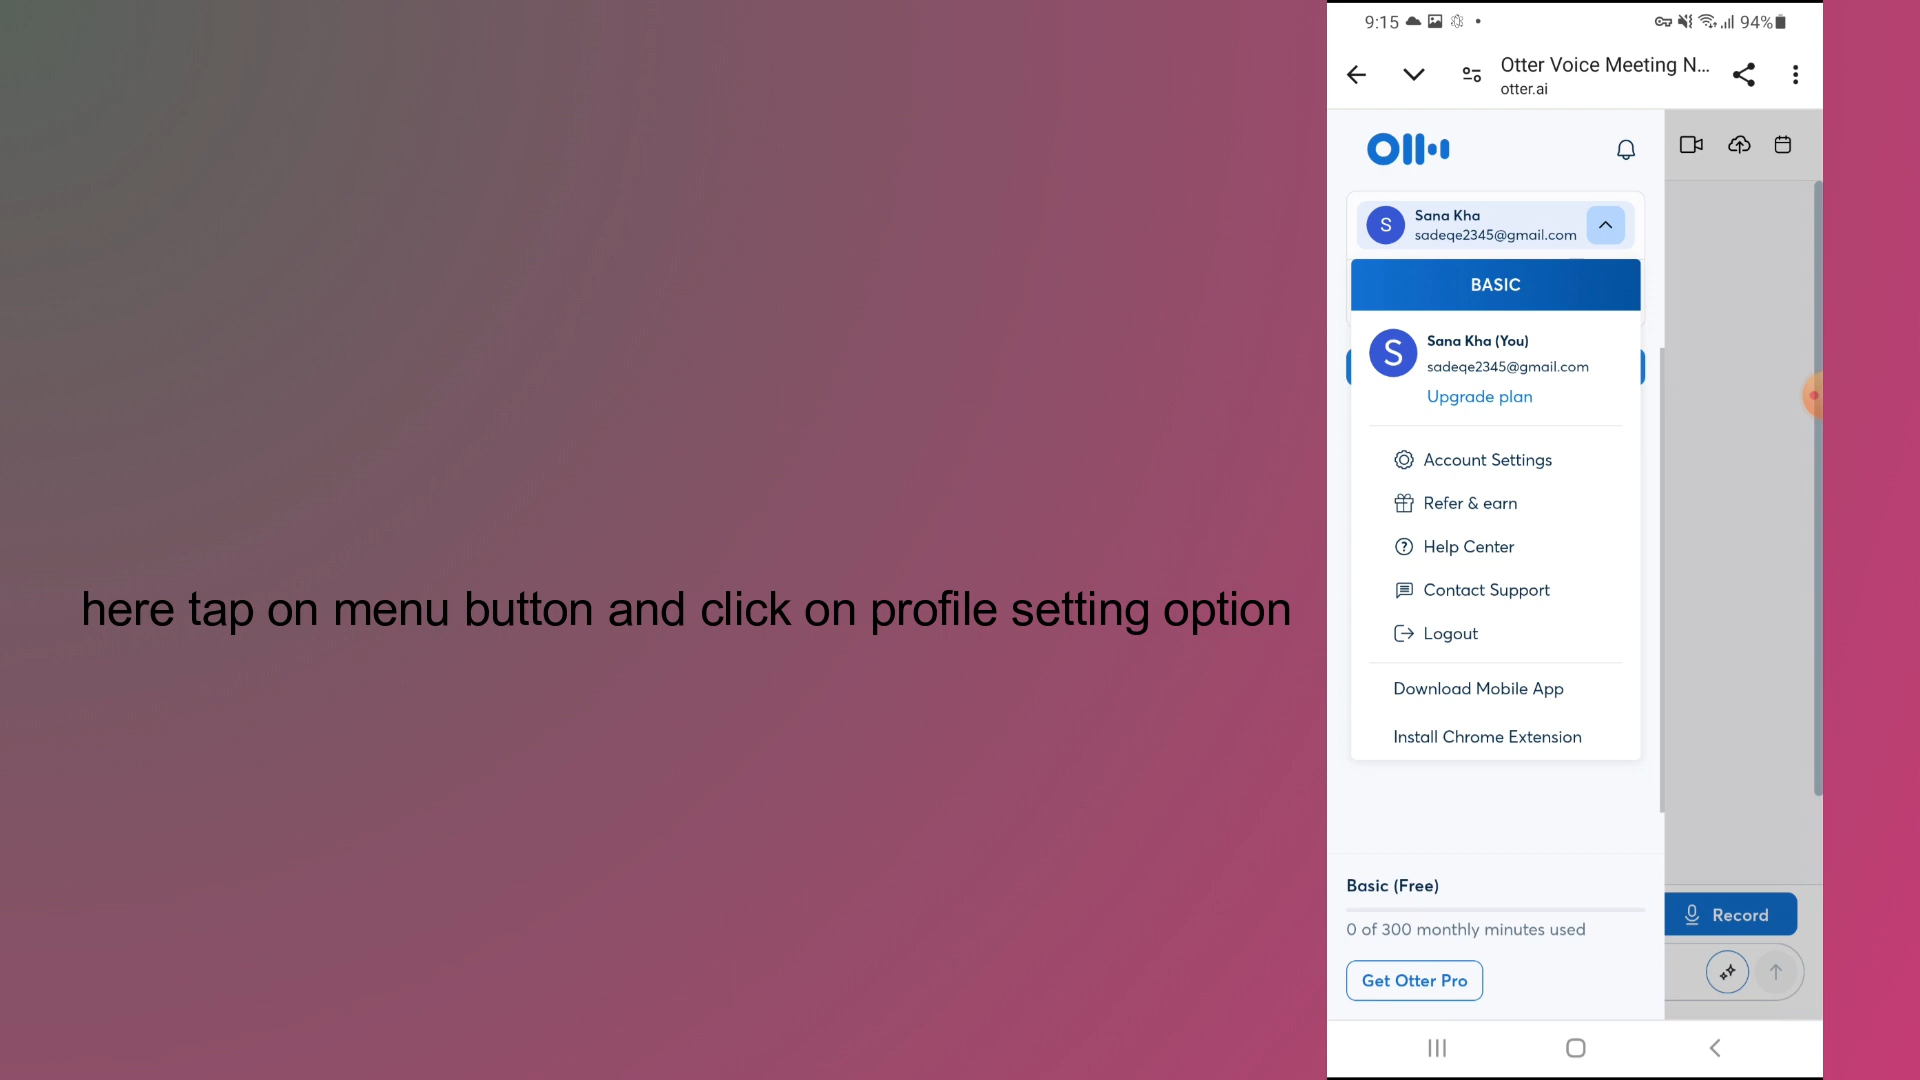 9:15
94%
Otter Voice Meeting N...
otter.ai
S
Sana Kha
sadeqe2345@gmail.com
BASIC
S
Sana Kha (You)
sadeqe2345@gmail.com
Upgrade plan
Account Settings
Refer & earn
Help Center
here tap on menu button and click on profile setting option
Contact Support
Logout
Download Mobile App
Install Chrome Extension
Basic (Free)
0 of 300 monthly minutes used
Get Otter Pro
Record